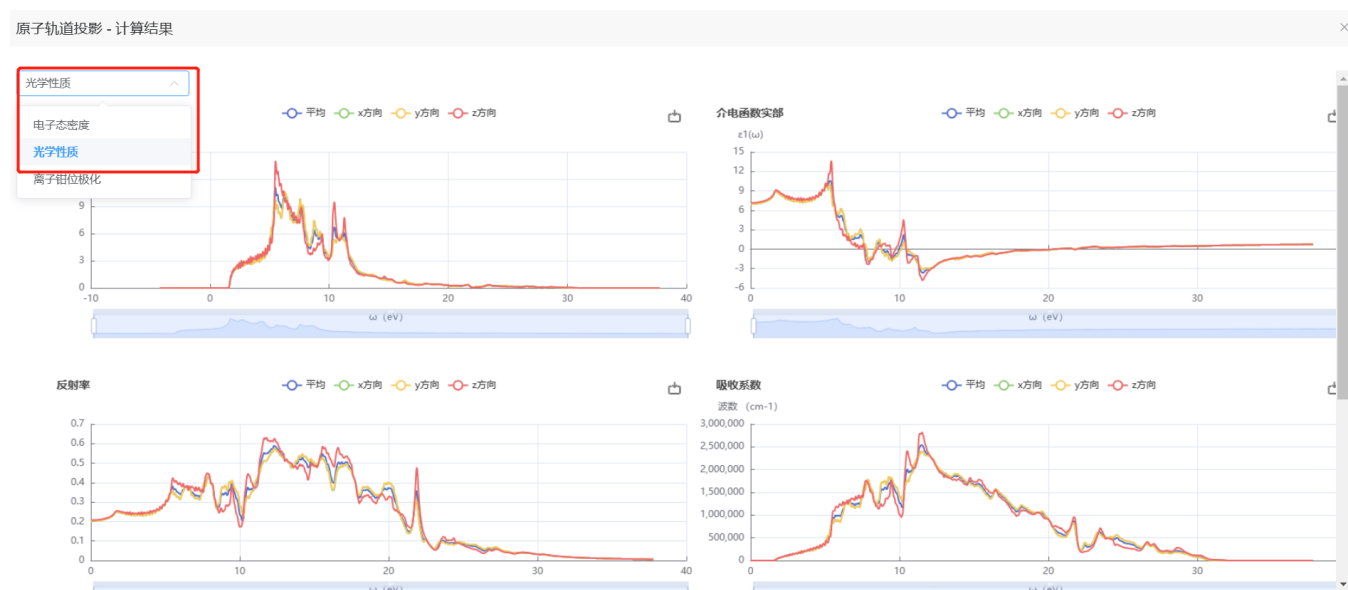 原子轨道投影 - 计算结果
光学性质
电子态密度
光学性质
离子钳位极化
平均 x方向 y方向 z方向
9
6
3
0
-10 0 10 20 30 40
ω (eV)
介电函数实部
平均 x方向 y方向 z方向
ε1(ω)
15
12
9
6
3
0
-3
-6
0 10 20 30
ω (eV)
反射率
平均 x方向 y方向 z方向
0.7
0.6
0.5
0.4
0.3
0.2
0.1
0
0 10 20 30 40
ω (eV)
吸收系数
平均 x方向 y方向 z方向
波数 (cm-1)
3,000,000
2,500,000
2,000,000
1,500,000
1,000,000
500,000
0
0 10 20 30
ω (eV)